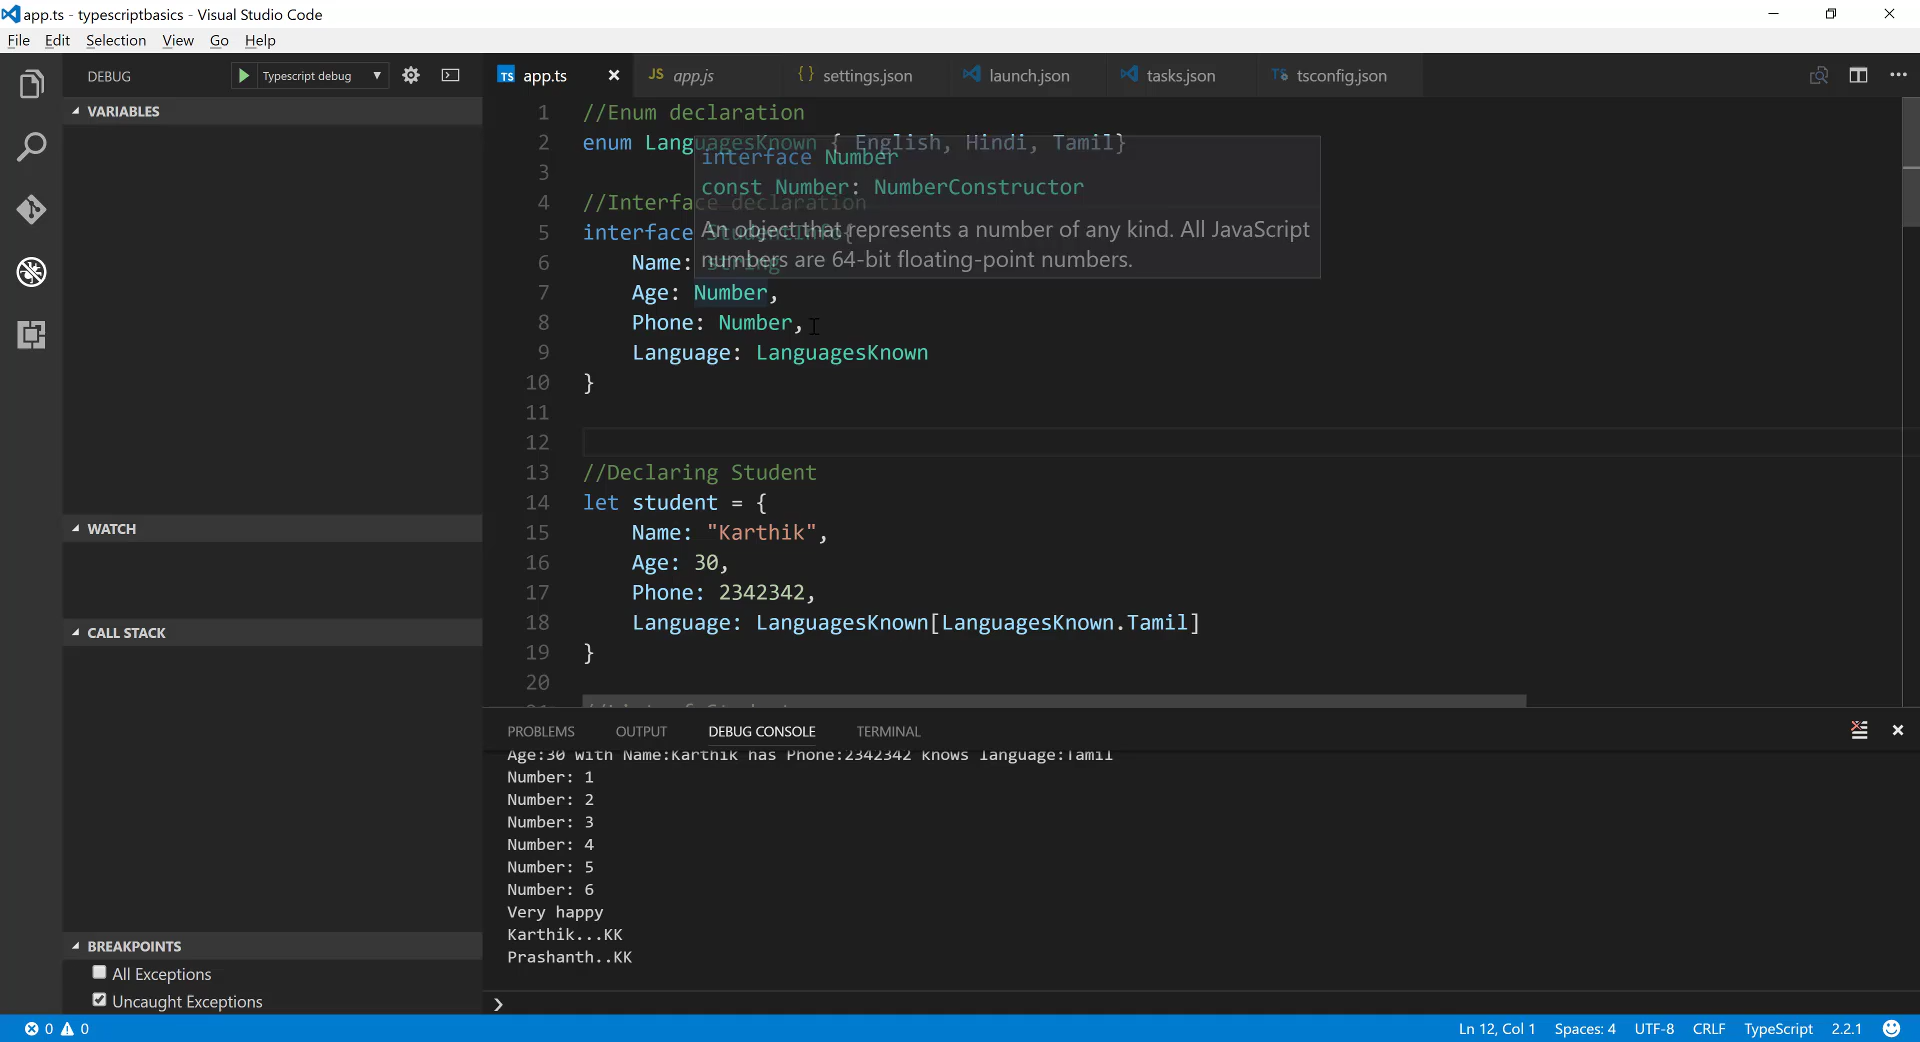 app.ts - typescriptbasics - Visual Studio Code
File Edit Selection View Go Help
DEBUG Typescript debug
app.ts
JS app.js
{} settings.json
launch.json
tasks.json
TS tsconfig.json
VARIABLES
WATCH
CALL STACK
BREAKPOINTS
All Exceptions
Uncaught Exceptions
1 //Enum declaration
2 enum LanguagesKnown { English, Hindi, Tamil}
3
4 //Interface declaration
5 interface StudentInfo{
6 Name: String
7 Age: Number,
8 Phone: Number,
9 Language: LanguagesKnown
10 }
11
12
13 //Declaring Student
14 let student = {
15 Name: "Karthik",
16 Age: 30,
17 Phone: 2342342,
18 Language: LanguagesKnown[LanguagesKnown.Tamil]
19 }
20
interface Number
const Number: NumberConstructor
An object that represents a number of any kind. All JavaScript
numbers are 64-bit floating-point numbers.
PROBLEMS OUTPUT DEBUG CONSOLE TERMINAL
Age:30 with Name:Karthik has Phone:2342342 knows language:Tamil
Number: 1
Number: 2
Number: 3
Number: 4
Number: 5
Number: 6
Very happy
Karthik...KK
Prashanth..KK
0 0 Ln 12, Col 1 Spaces: 4 UTF-8 CRLF TypeScript 2.2.1